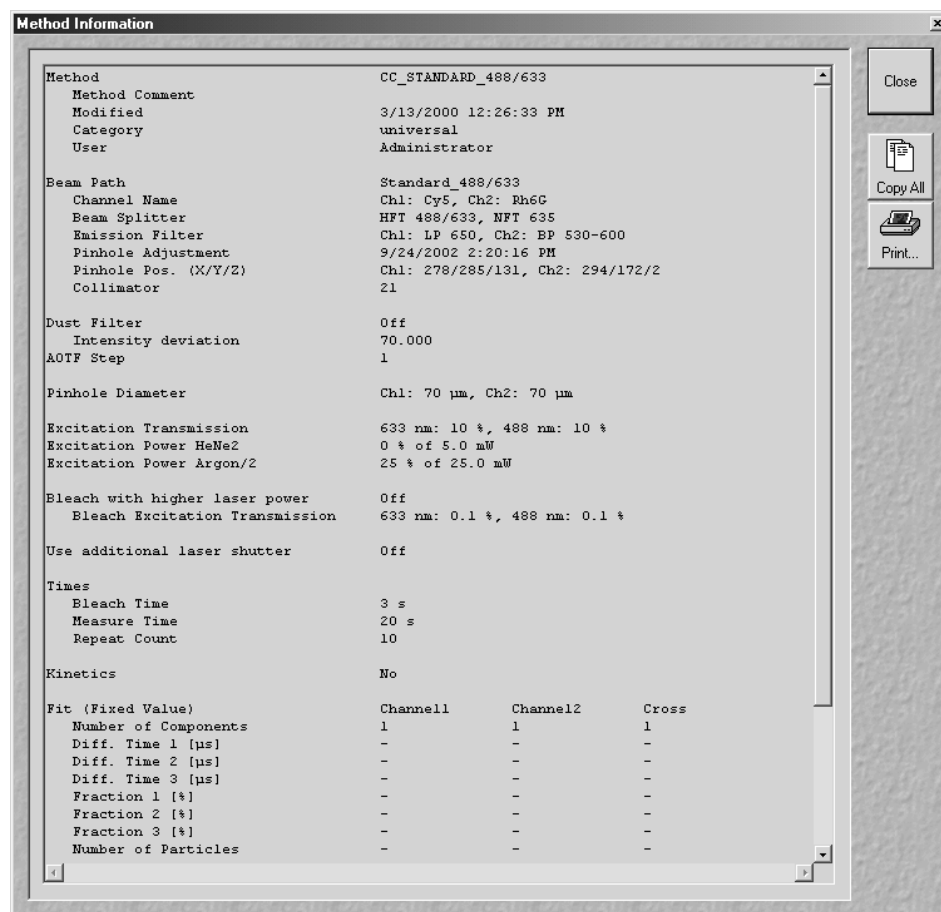 Method Information
Method CC_STANDARD_488/633
Method Comment
Modified 3/13/2000 12:26:33 PM
Category universal
User Administrator
Beam Path Standard_488/633
Channel Name Ch1: Cy5, Ch2: Rh6G
Beam Splitter HFT 488/633, NFT 635
Emission Filter Ch1: LP 650, Ch2: BP 530-600
Pinhole Adjustment 9/24/2002 2:20:16 PM
Pinhole Pos. (X/Y/Z) Ch1: 278/285/131, Ch2: 294/172/2
Collimator 21
Dust Filter Off
Intensity deviation 70.000
AOTF Step 1
Pinhole Diameter Ch1: 70 µm, Ch2: 70 µm
Excitation Transmission 633 nm: 10 %, 488 nm: 10 %
Excitation Power HeNe2 0 % of 5.0 mW
Excitation Power Argon/2 25 % of 25.0 mW
Bleach with higher laser power Off
Bleach Excitation Transmission 633 nm: 0.1 %, 488 nm: 0.1 %
Use additional laser shutter Off
Times
Bleach Time 3 s
Measure Time 20 s
Repeat Count 10
Kinetics No
Fit (Fixed Value) Channel1 Channel2 Cross
Number of Components 1 1 1
Diff. Time 1 [µs] - - -
Diff. Time 2 [µs] - - -
Diff. Time 3 [µs] - - -
Fraction 1 [%] - - -
Fraction 2 [%] - - -
Fraction 3 [%] - - -
Number of Particles - - -
Close
Copy All
Print...